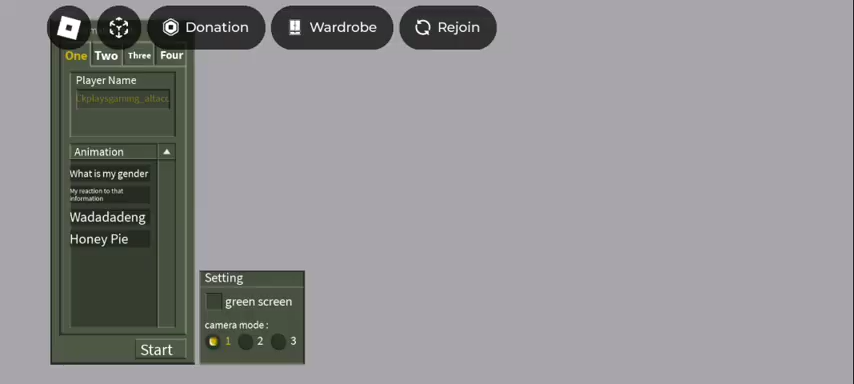 Donation
Wardrobe
Rejoin
One Two Three Four
Player Name
Animation
What is my gender
My reaction to that
information
Wadadadeng
Honey Pie
Start
Setting
green screen
camera mode :
1 2 3